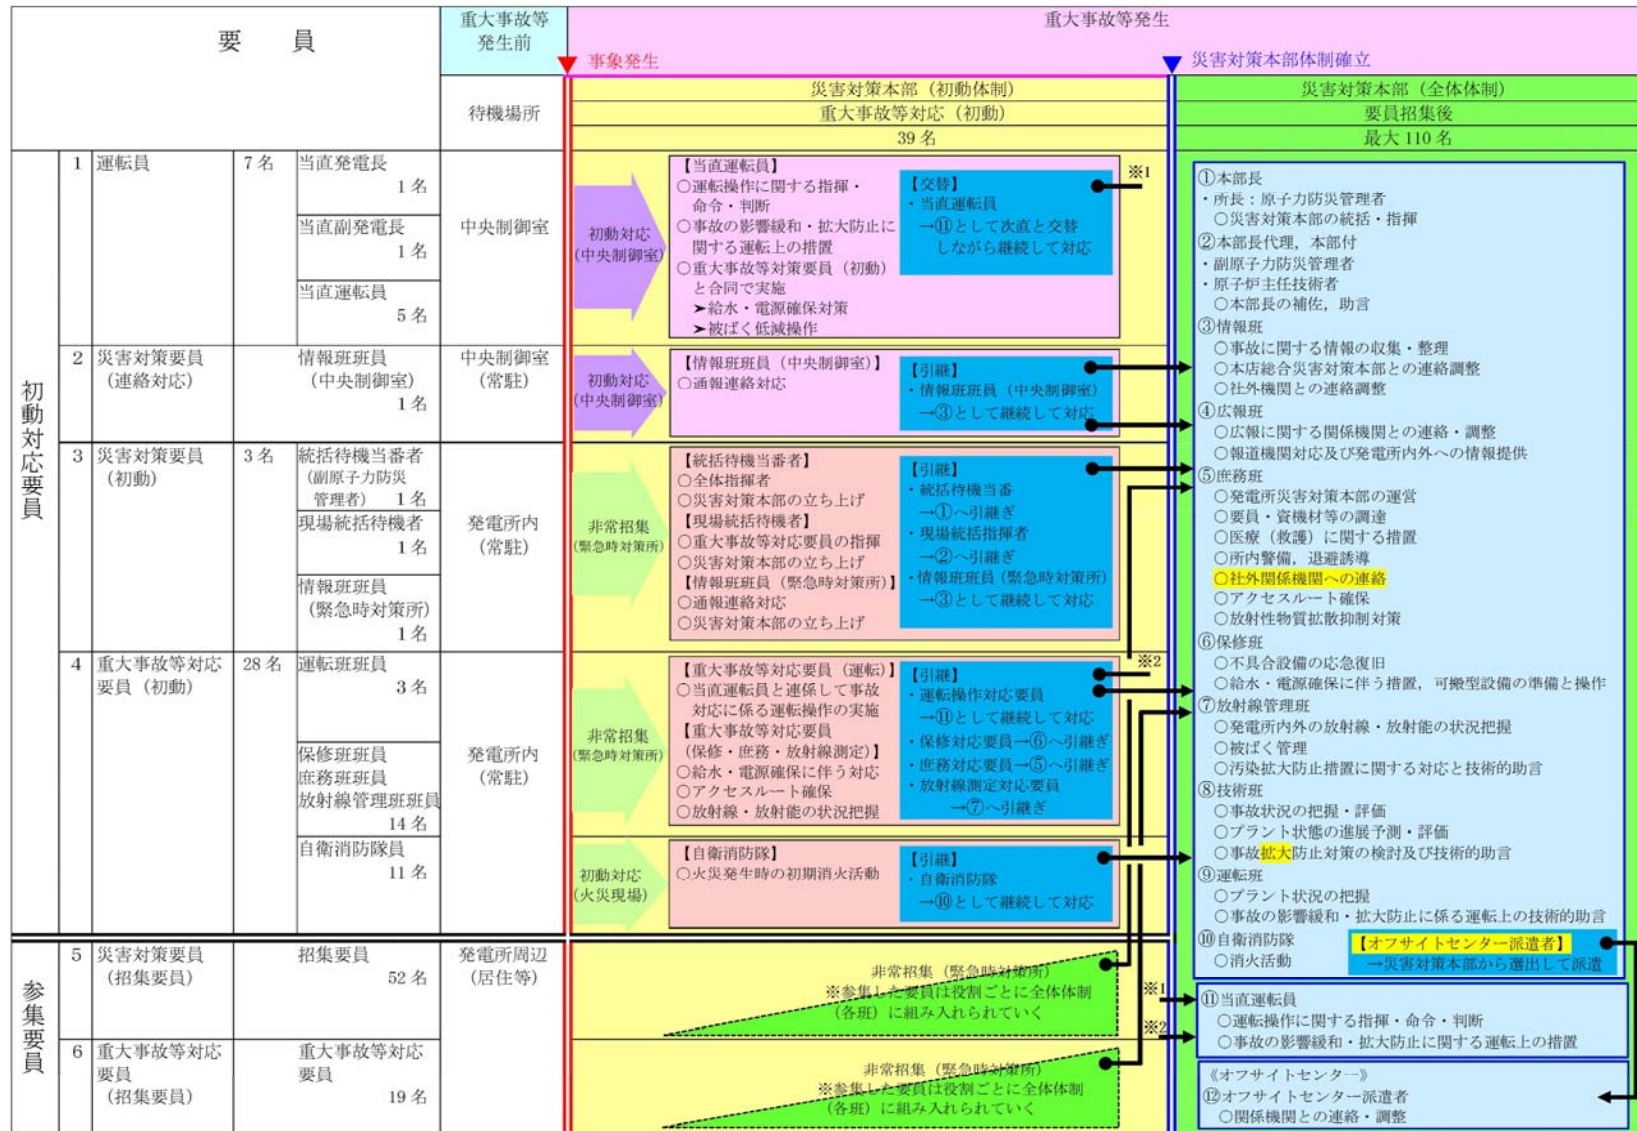 要員
重大事故等
発生前
重大事故等発生
事象発生
災害対策本部体制確立
待機場所
災害対策本部（初動体制）
重大事故等対応（初動）
39名
災害対策本部（全体体制）
要員招集後
最大110名
初動対応要員
1 運転員 7名
当直発電長
1名
当直副発電長
1名
当直運転員
5名
中央制御室
初動対応
(中央制御室)
【当直運転員】
○運転操作に関する指揮・
命令・判断
○事故の影響緩和・拡大防止に
関する運転上の措置
○重大事故等対策要員（初動）
と合同で実施
➤給水・電源確保対策
➤被ばく低減操作
【交替】
・当直運転員
→⑪として次直と交替
しながら継続して対応
※1
2 災害対策要員
（連絡対応）
情報班班員
（中央制御室）
1名
中央制御室
（常駐）
初動対応
(中央制御室)
【情報班班員（中央制御室）】
○通報連絡対応
【引継】
・情報班班員（中央制御室）
→③として継続して対応
3 災害対策要員
（初動）
3名
統括待機当番者
（副原子力防災
管理者） 1名
現場統括待機者
1名
情報班班員
（緊急時対策所）
1名
発電所内
（常駐）
非常招集
(緊急時対策所)
【統括待機当番者】
○全体指揮者
○災害対策本部の立ち上げ
【現場統括待機者】
○重大事故等対応要員の指揮
○災害対策本部の立ち上げ
【情報班班員（緊急時対策所）】
○通報連絡対応
○災害対策本部の立ち上げ
【引継】
・統括待機当番
→①へ引継ぎ
・現場統括指揮者
→②へ引継ぎ
・情報班班員（緊急時対策所）
→③として継続して対応
4 重大事故等対応
要員（初動）
28名
運転班班員
3名
保修班班員
庶務班班員
放射線管理班班員
14名
自衛消防隊員
11名
発電所内
（常駐）
非常招集
(緊急時対策所)
【重大事故等対応要員（運転）】
○当直運転員と連係して事故
対応に係る運転操作の実施
【重大事故等対応要員
（保修・庶務・放射線測定）】
○給水・電源確保に伴う対応
○アクセスルート確保
○放射線・放射能の状況把握
【引継】
・運転操作対応要員
→⑪として継続して対応
・保修対応要員→⑥へ引継ぎ
・庶務対応要員→⑤へ引継ぎ
・放射線測定対応要員
→⑦へ引継ぎ
※2
初動対応
(火災現場)
【自衛消防隊】
○火災発生時の初期消火活動
【引継】
・自衛消防隊
→⑩として継続して対応
参集要員
5 災害対策要員
（招集要員）
招集要員
52名
発電所周辺
（居住等）
非常招集（緊急時対策所）
※参集した要員は役割ごとに全体体制
（各班）に組み入れられていく
6 重大事故等対応
要員
（招集要員）
重大事故等対応
要員
19名
非常招集（緊急時対策所）
※参集した要員は役割ごとに全体体制
（各班）に組み入れられていく
①本部長
・所長：原子力防災管理者
○災害対策本部の統括・指揮
②本部長代理，本部付
・副原子力防災管理者
・原子炉主任技術者
○本部長の補佐，助言
③情報班
○事故に関する情報の収集・整理
○本店総合災害対策本部との連絡調整
○社外機関との連絡調整
④広報班
○広報に関する関係機関との連絡・調整
○報道機関対応及び発電所内外への情報提供
⑤庶務班
○発電所災害対策本部の運営
○要員・資機材等の調達
○医療（救護）に関する措置
○所内警備，退避誘導
○社外関係機関への連絡
○アクセスルート確保
○放射性物質拡散抑制対策
⑥保修班
○不具合設備の応急復旧
○給水・電源確保に伴う措置，可搬型設備の準備と操作
⑦放射線管理班
○発電所内外の放射線・放射能の状況把握
○被ばく管理
○汚染拡大防止措置に関する対応と技術的助言
⑧技術班
○事故状況の把握・評価
○プラント状態の進展予測・評価
○事故拡大防止対策の検討及び技術的助言
⑨運転班
○プラント状況の把握
○事故の影響緩和・拡大防止に係る運転上の技術的助言
⑩自衛消防隊
○消火活動
【オフサイトセンター派遣者】
→災害対策本部から選出して派遣
※1
⑪当直運転員
○運転操作に関する指揮・命令・判断
○事故の影響緩和・拡大防止に関する運転上の措置
※2
《オフサイトセンター》
⑫オフサイトセンター派遣者
○関係機関との連絡・調整